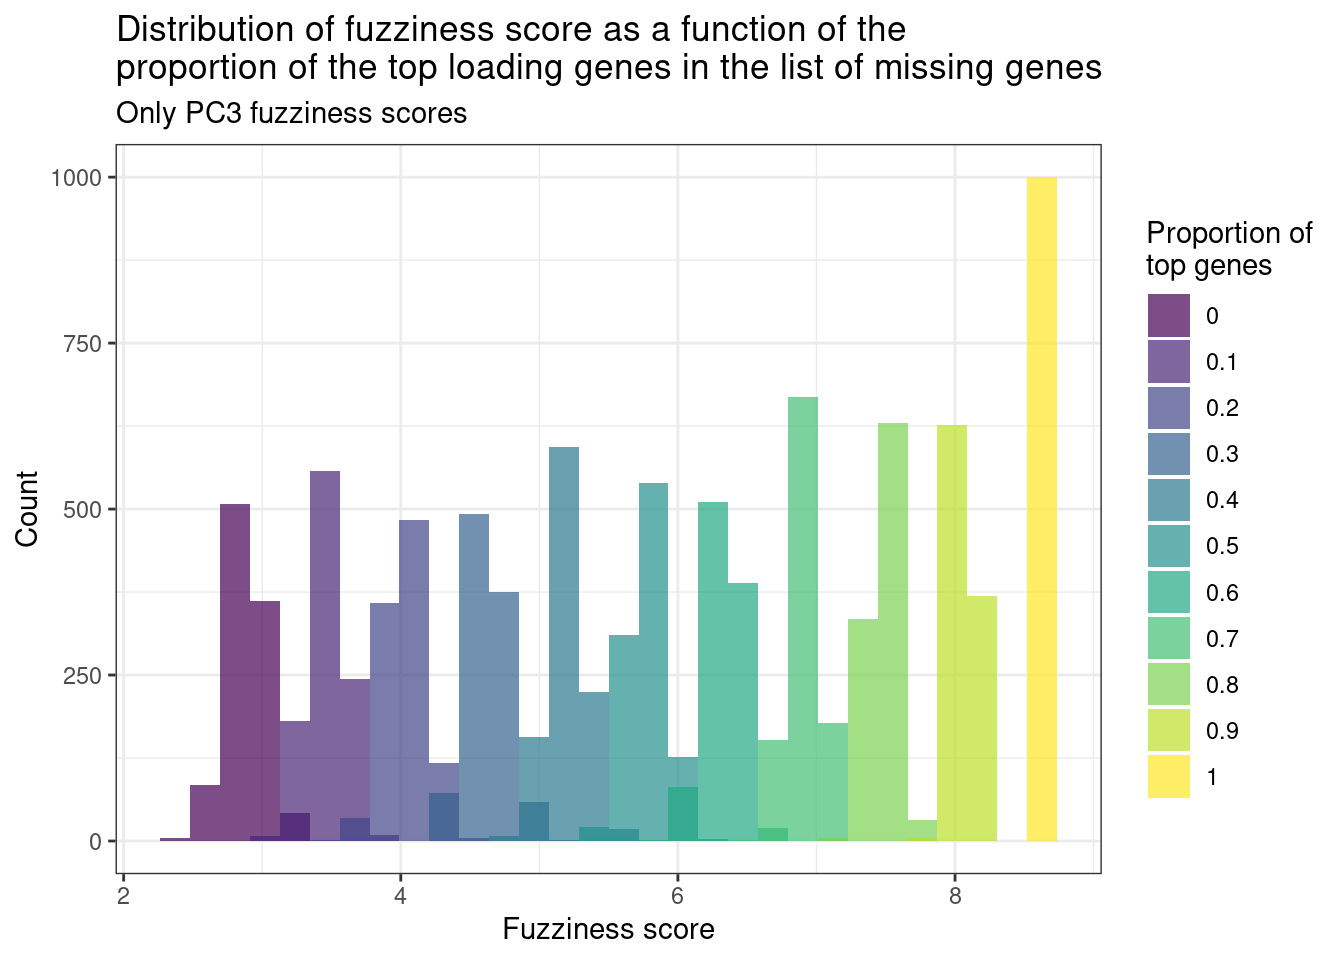 Distribution of fuzziness score as a function of the
proportion of the top loading genes in the list of missing genes
Only PC3 fuzziness scores
1000
750
500
250
0
Count
2
4
6
8
Fuzziness score
Proportion of
top genes
0
0.1
0.2
0.3
0.4
0.5
0.6
0.7
0.8
0.9
1